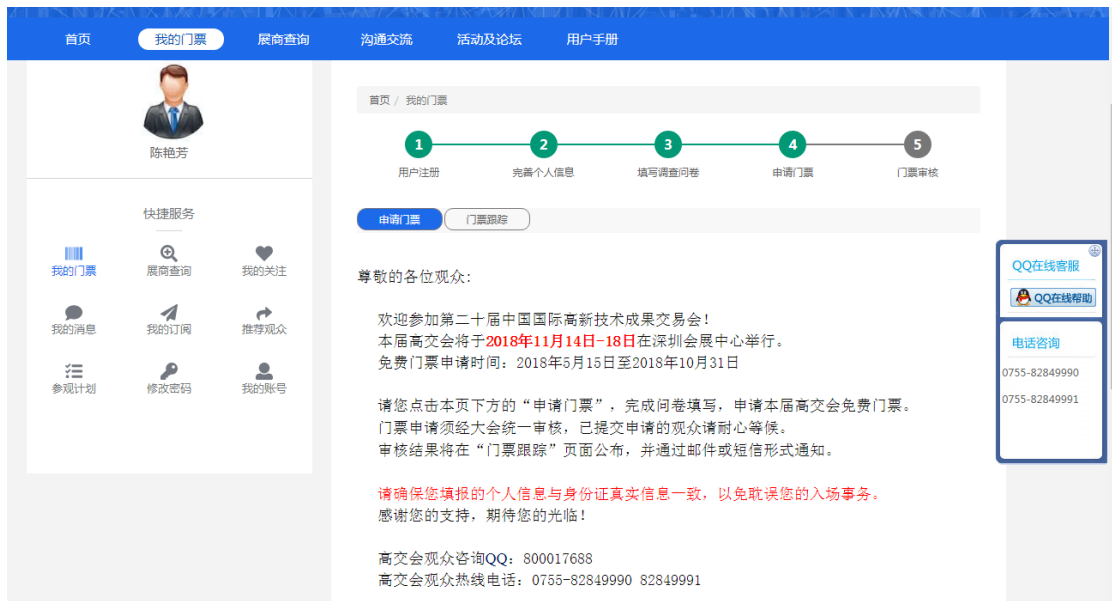 首页 我的门票 展商查询 沟通交流 活动及论坛 用户手册
陈艳芳
快捷服务
我的门票 展商查询 我的关注
我的消息 我的订阅 推荐观众
参观计划 修改密码 我的账号
首页 / 我的门票
1 2 3 4 5
用户注册 完善个人信息 填写调查问卷 申请门票 门票审核
申请门票 门票跟踪
尊敬的各位观众:
欢迎参加第二十届中国国际高新技术成果交易会!
本届高交会将于2018年11月14日-18日在深圳会展中心举行。
免费门票申请时间: 2018年5月15日至2018年10月31日
请您点击本页下方的“申请门票”,完成问卷填写,申请本届高交会免费门票。
门票申请须经大会统一审核,已提交申请的观众请耐心等候。
审核结果将在“门票跟踪”页面公布,并通过邮件或短信形式通知。
请确保您填报的个人信息与身份证真实信息一致,以免耽误您的入场事务。
感谢您的支持,期待您的光临!
高交会观众咨询QQ: 800017688
高交会观众热线电话: 0755-82849990 82849991
QQ在线客服
QQ在线帮助
电话咨询
0755-82849990
0755-82849991